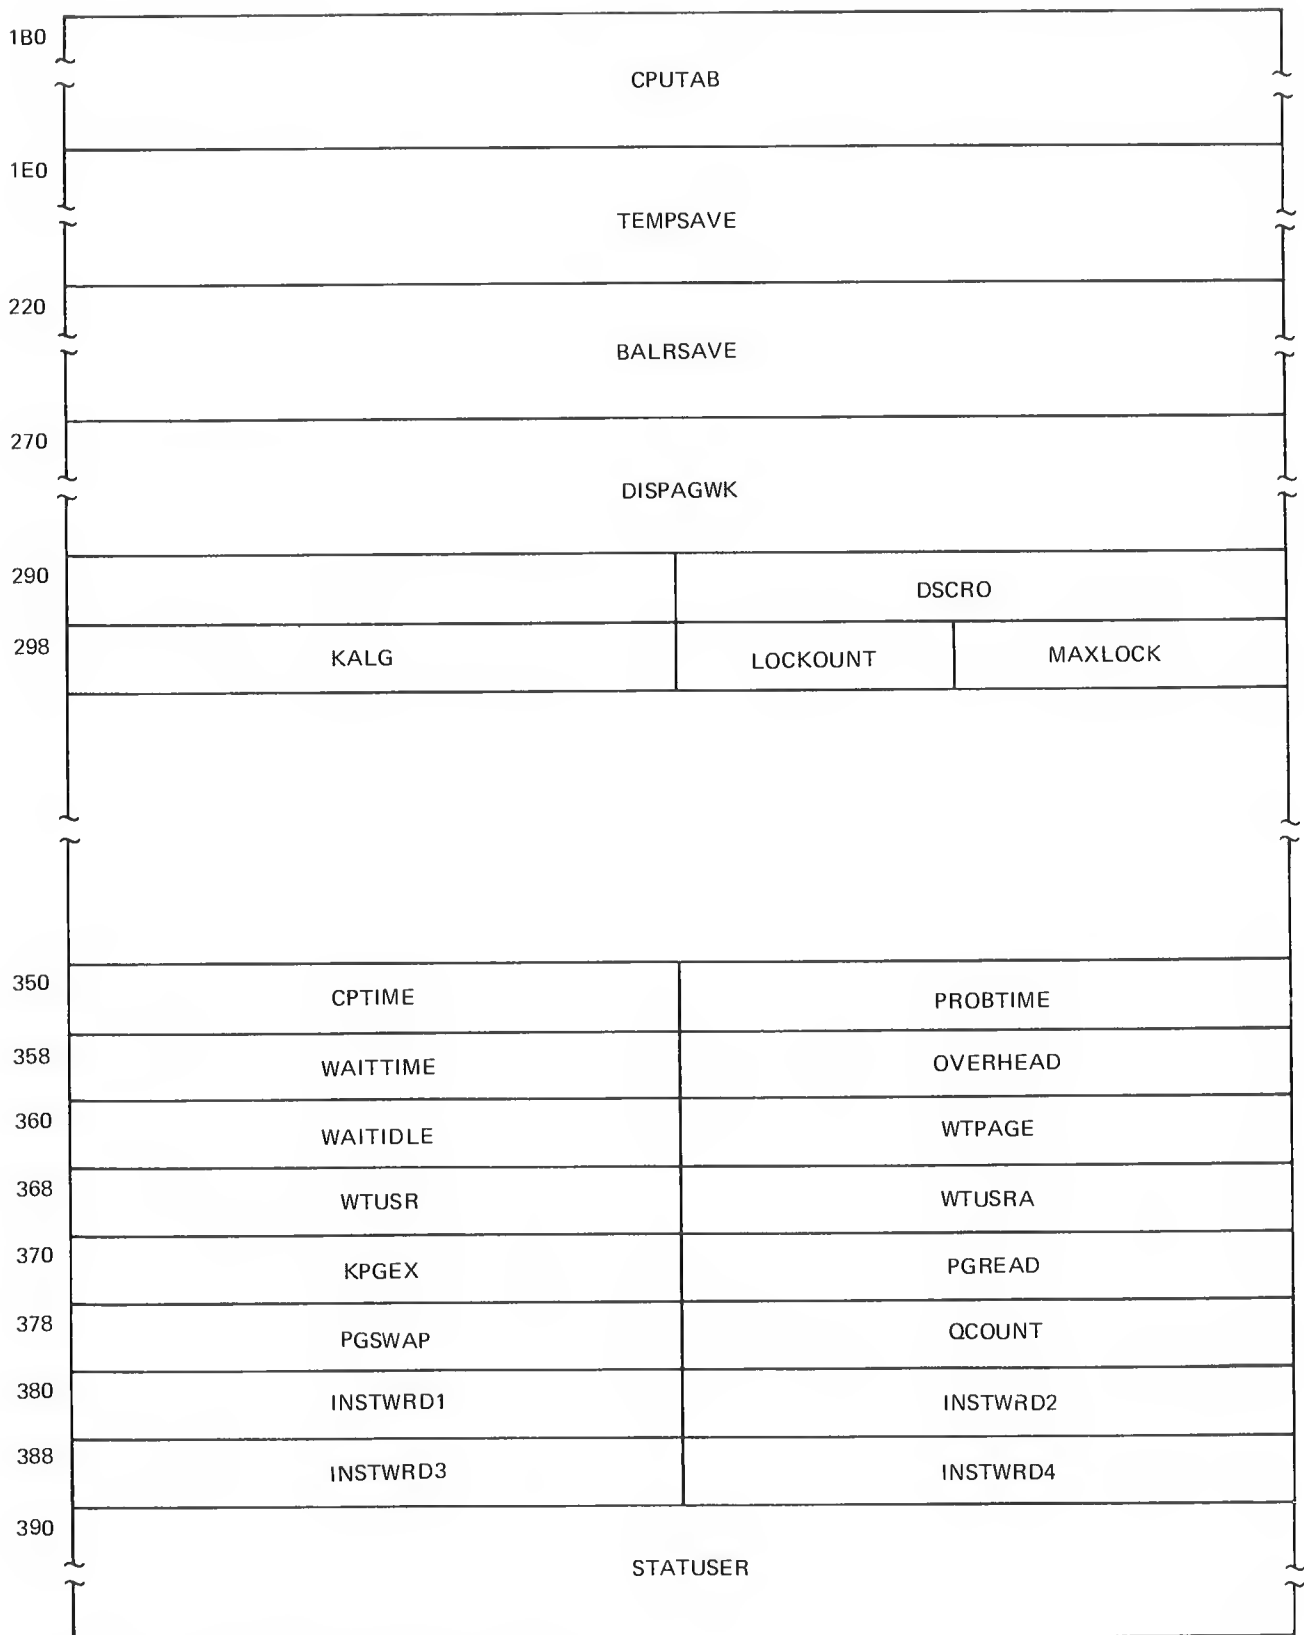 1B0
CPUTAB
1E0
TEMPSAVE
220
BALRSAVE
270
DISPAGWK
290 DSCRO
298 KALG LOCKOUNT MAXLOCK
350 CPTIME PROBTIME
358 WAITTIME OVERHEAD
360 WAITIDLE WTPAGE
368 WTUSR WTUSRA
370 KPGEX PGREAD
378 PGSWAP QCOUNT
380 INSTWRD1 INSTWRD2
388 INSTWRD3 INSTWRD4
390
STATUSER